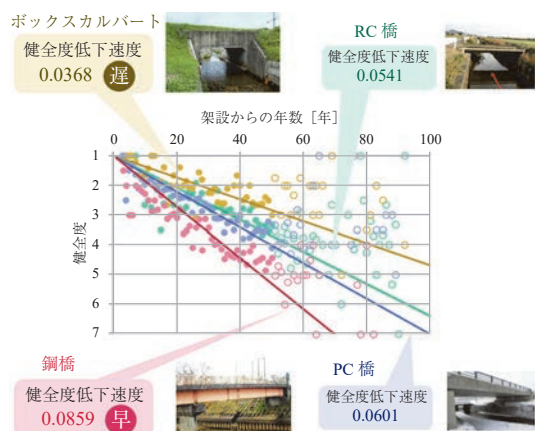 ボックスカルバート
健全度低下速度
0.0368 遅
RC 橋
健全度低下速度
0.0541
架設からの年数［年］
0 20 40 60 80 100
健全度
1
2
3
4
5
6
7
鋼橋
健全度低下速度
0.0859 早
PC 橋
健全度低下速度
0.0601